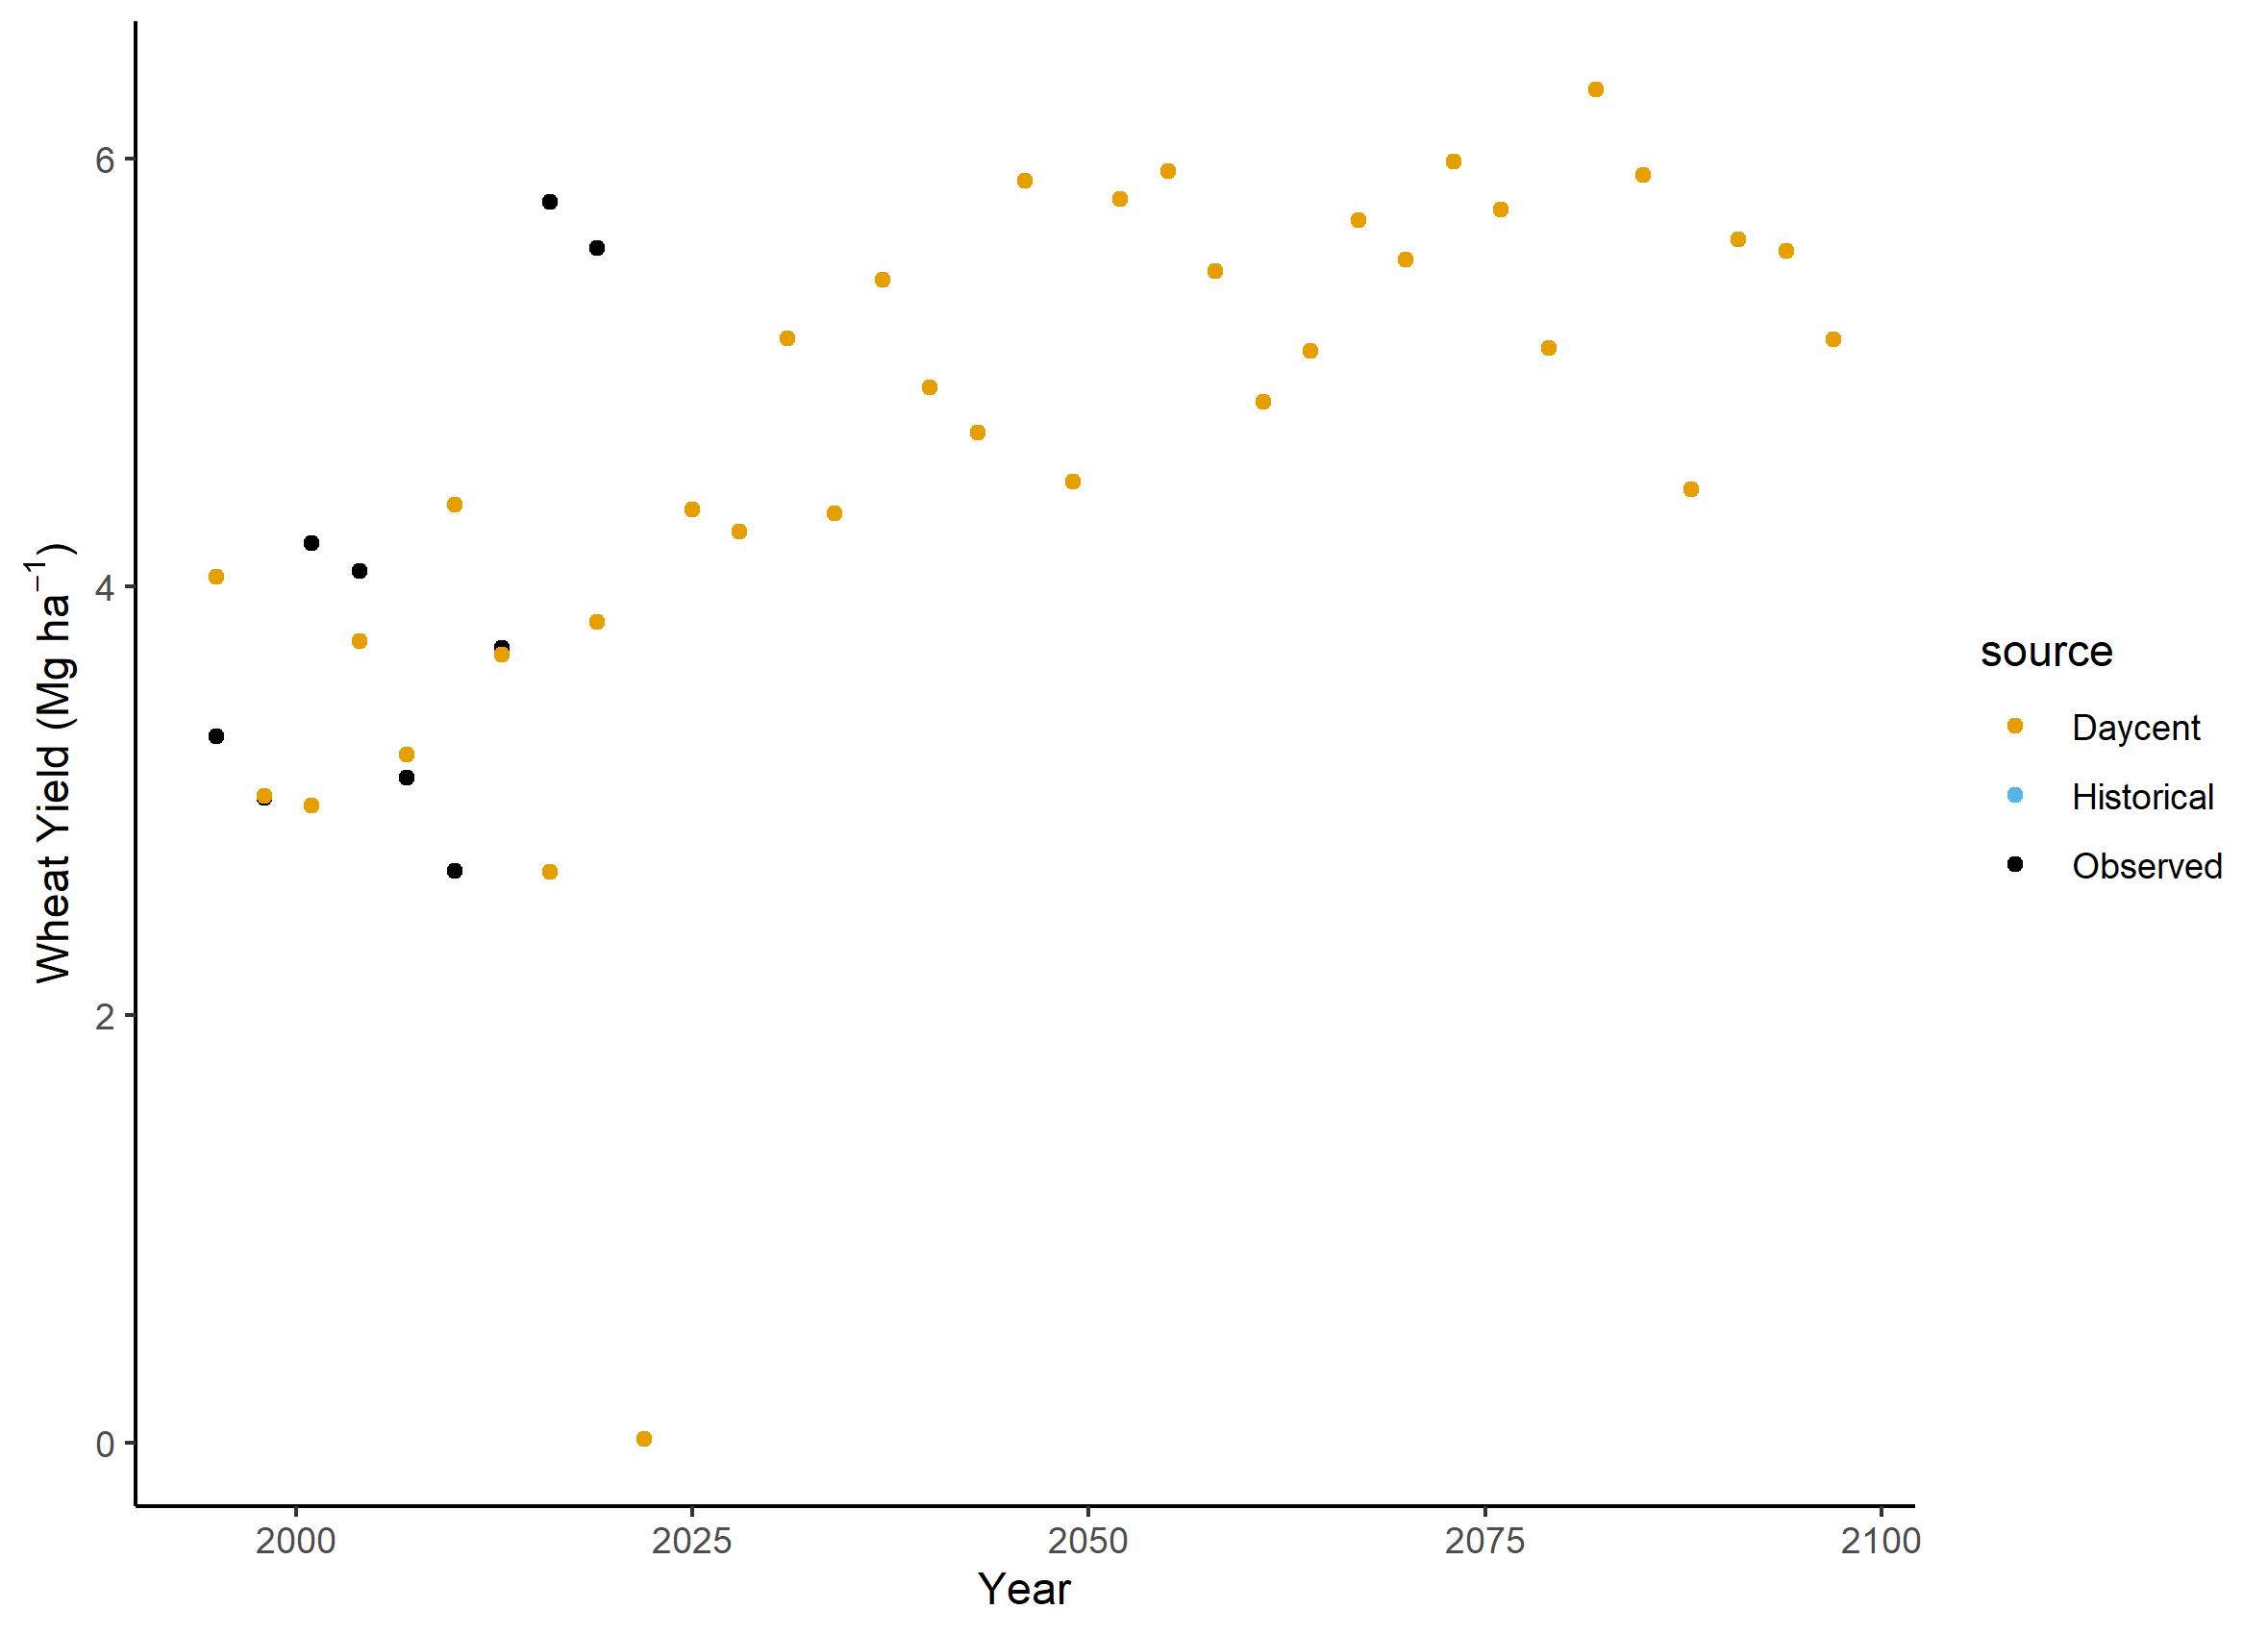 6
4
2
0
Wheat Yield (Mg ha⁻¹)
2000 2025 2050 2075 2100
Year
source
Daycent
Historical
Observed